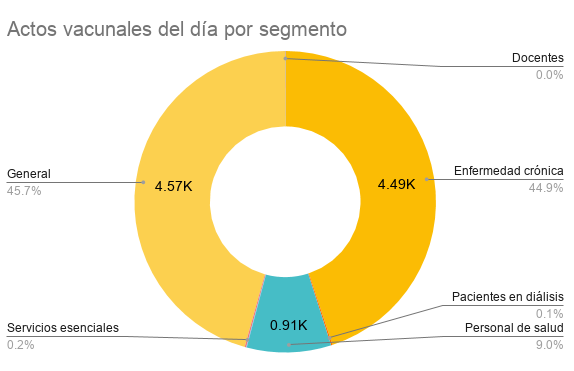 Actos vacunales del día por segmento
Docentes
0.0%
Enfermedad crónica
44.9%
General
45.7%
4.57K
4.49K
Pacientes en diálisis
0.1%
Servicios esenciales
0.2%
0.91K
Personal de salud
9.0%